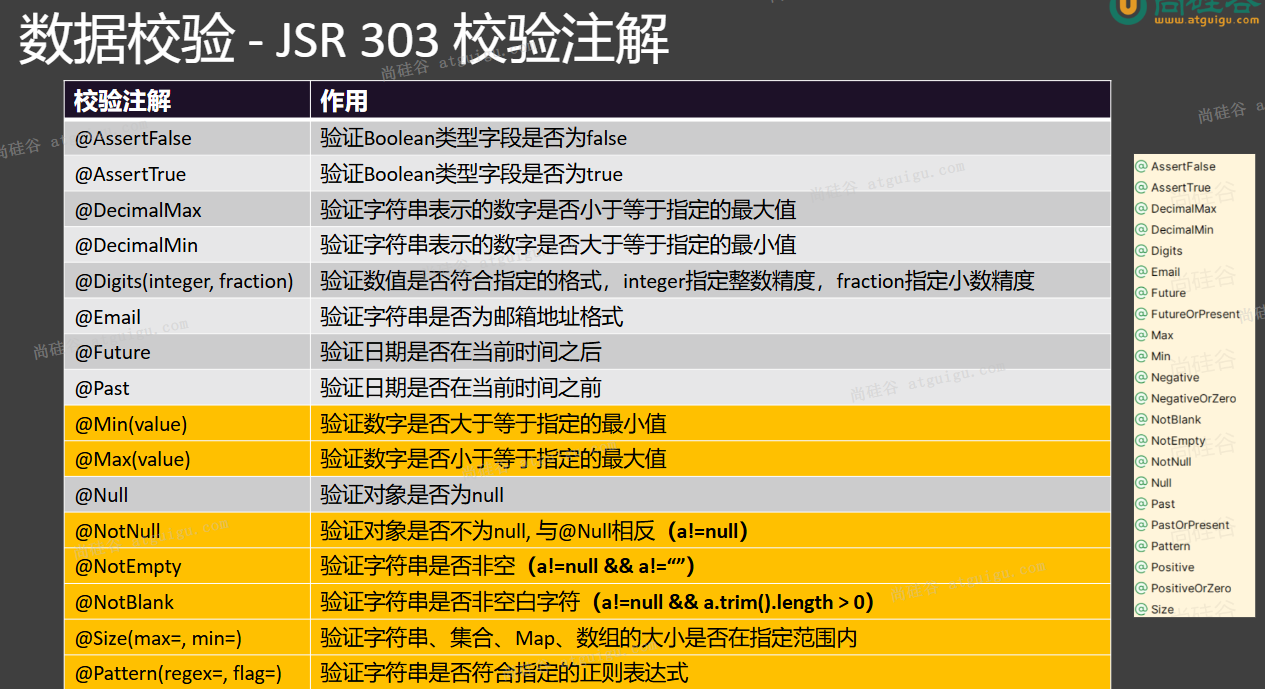 尚硅谷
www.atguigu.com
数据校验 - JSR 303 校验注解
校验注解 作用
@AssertFalse 验证Boolean类型字段是否为false
@AssertTrue 验证Boolean类型字段是否为true
@DecimalMax 验证字符串表示的数字是否小于等于指定的最大值
@DecimalMin 验证字符串表示的数字是否大于等于指定的最小值
@Digits(integer, fraction) 验证数值是否符合指定的格式，integer指定整数精度，fraction指定小数精度
@Email 验证字符串是否为邮箱地址格式
@Future 验证日期是否在当前时间之后
@Past 验证日期是否在当前时间之前
@Min(value) 验证数字是否大于等于指定的最小值
@Max(value) 验证数字是否小于等于指定的最大值
@Null 验证对象是否为null
@NotNull 验证对象是否不为null, 与@Null相反（a!=null）
@NotEmpty 验证字符串是否非空（a!=null && a!=“”）
@NotBlank 验证字符串是否非空白字符（a!=null && a.trim().length > 0）
@Size(max=, min=) 验证字符串、集合、Map、数组的大小是否在指定范围内
@Pattern(regex=, flag=) 验证字符串是否符合指定的正则表达式
@ AssertFalse
@ AssertTrue
@ DecimalMax
@ DecimalMin
@ Digits
@ Email
@ Future
@ FutureOrPresent
@ Max
@ Min
@ Negative
@ NegativeOrZero
@ NotBlank
@ NotEmpty
@ NotNull
@ Null
@ Past
@ PastOrPresent
@ Pattern
@ Positive
@ PositiveOrZero
@ Size